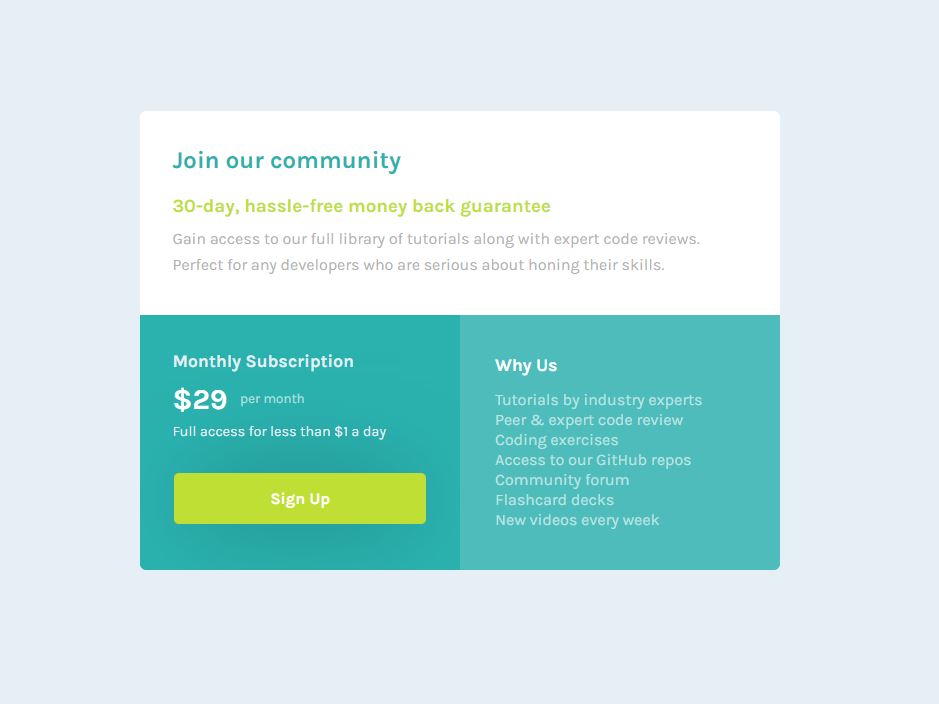 Join our community
30-day, hassle-free money back guarantee
Gain access to our full library of tutorials along with expert code reviews.
Perfect for any developers who are serious about honing their skills.
Monthly Subscription
$29 per month
Full access for less than $1 a day
Sign Up
Why Us
Tutorials by industry experts
Peer & expert code review
Coding exercises
Access to our GitHub repos
Community forum
Flashcard decks
New videos every week